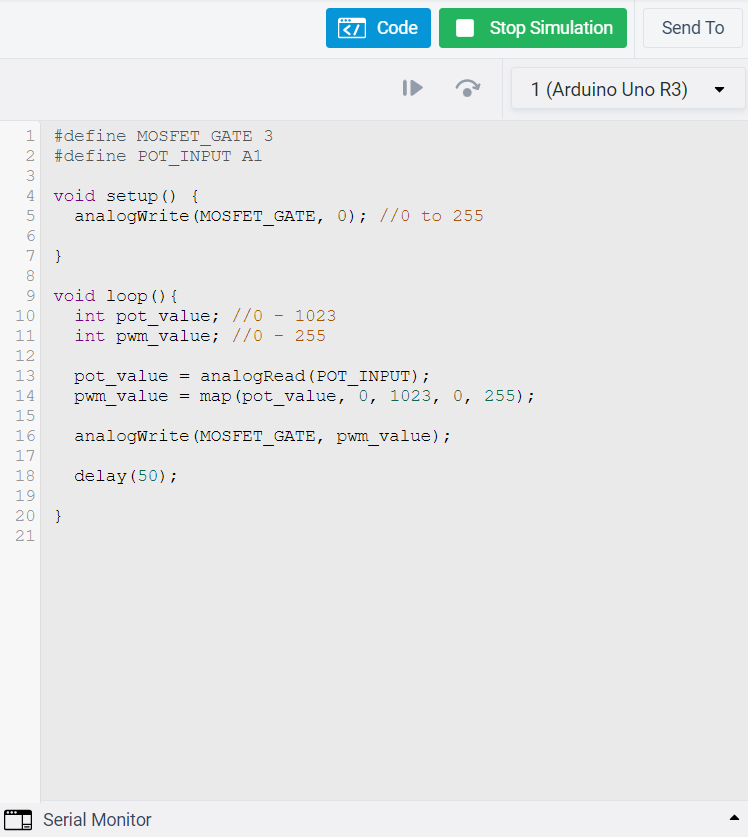 Code
Stop Simulation
Send To
1 (Arduino Uno R3)
1 #define MOSFET_GATE 3
2 #define POT_INPUT A1
3
4 void setup() {
5   analogWrite(MOSFET_GATE, 0); //0 to 255
6
7 }
8
9 void loop(){
10   int pot_value; //0 - 1023
11   int pwm_value; //0 - 255
12
13   pot_value = analogRead(POT_INPUT);
14   pwm_value = map(pot_value, 0, 1023, 0, 255);
15
16   analogWrite(MOSFET_GATE, pwm_value);
17
18   delay(50);
19
20 }
21
Serial Monitor